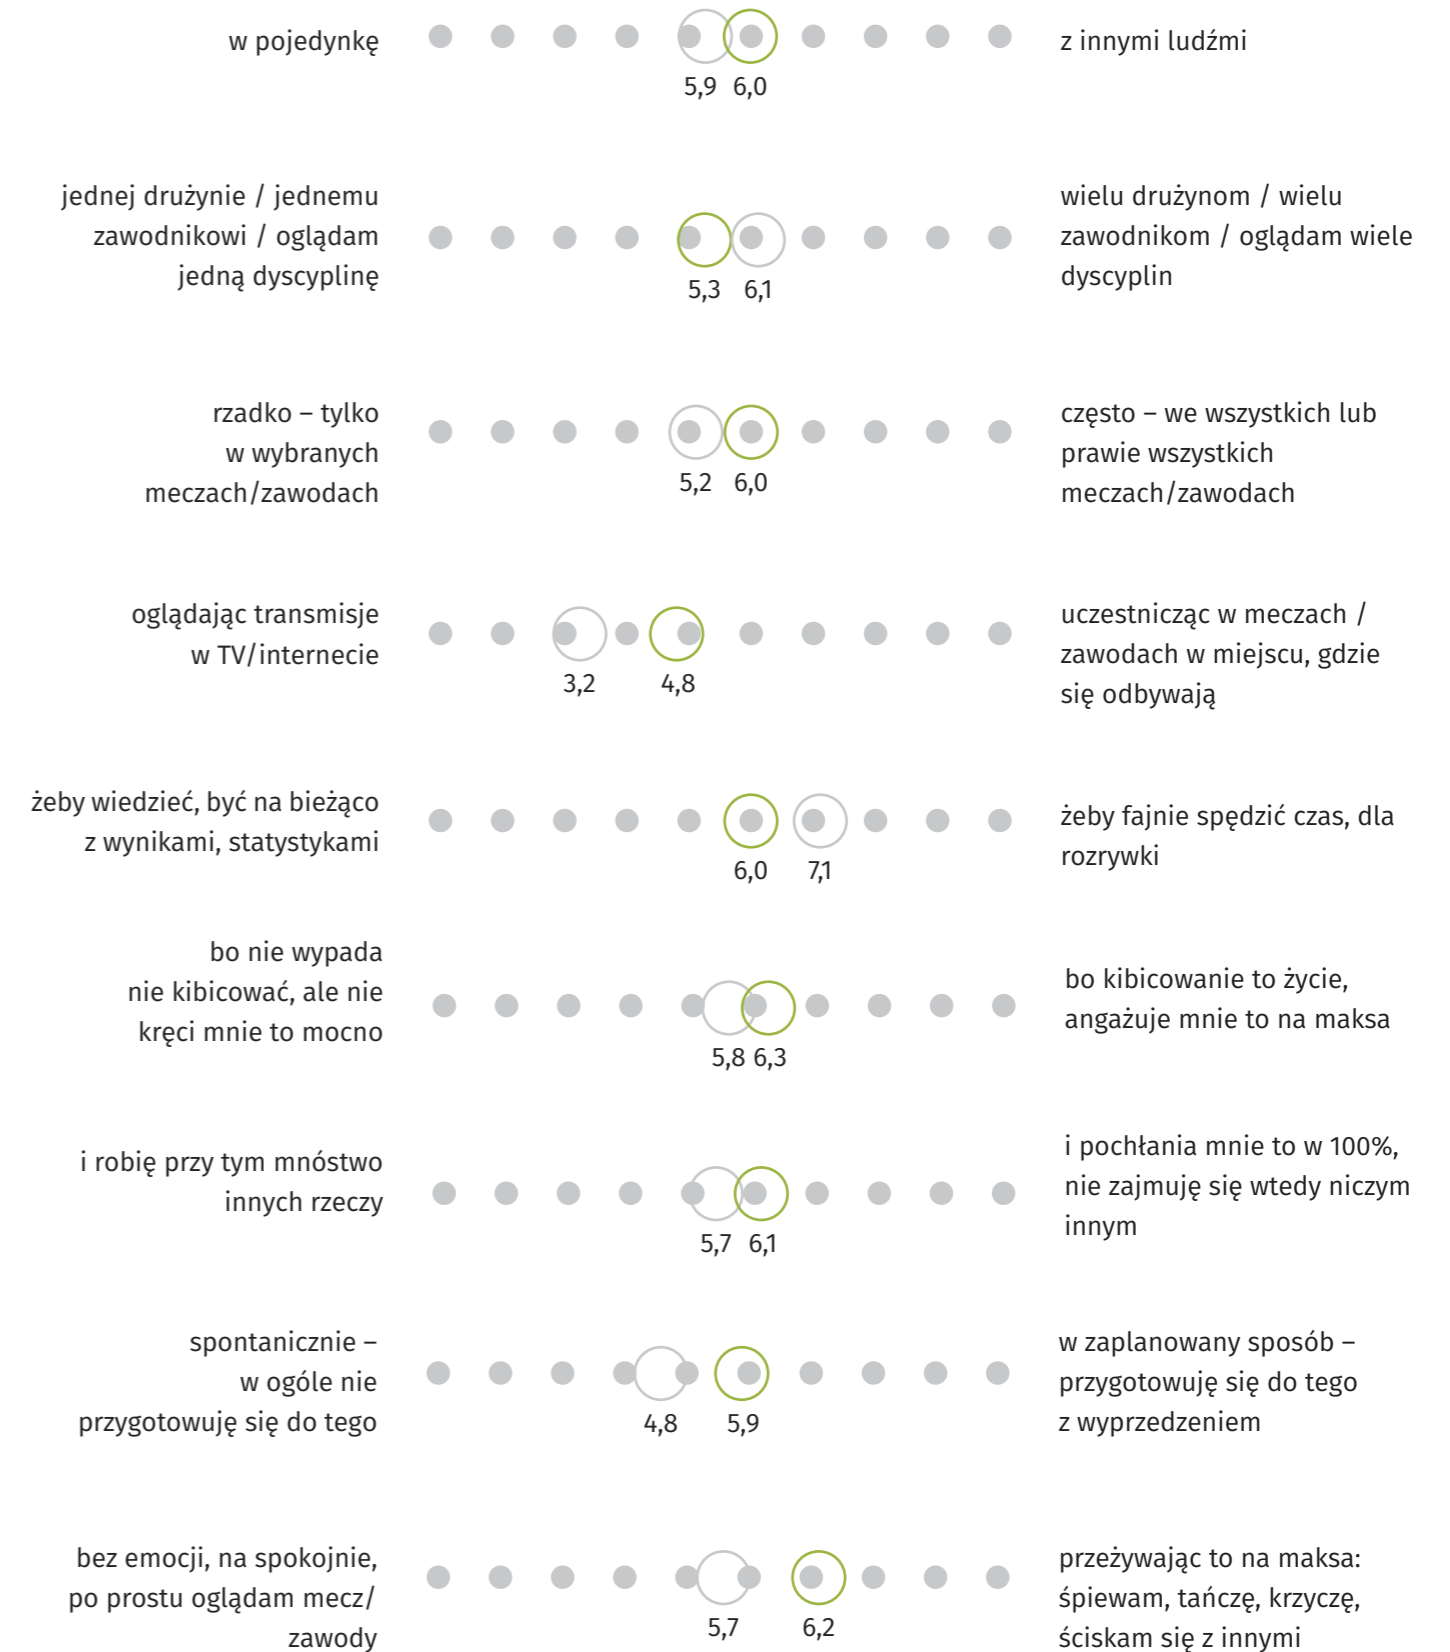 w pojedynkę
z innymi ludźmi
5,9 6,0
jednej drużynie / jednemu
zawodnikowi / oglądam
jedną dyscyplinę
wielu drużynom / wielu
zawodnikom / oglądam wiele
dyscyplin
5,3 6,1
rzadko – tylko
w wybranych
meczach/zawodach
często – we wszystkich lub
prawie wszystkich
meczach/zawodach
5,2 6,0
oglądając transmisje
w TV/internecie
uczestnicząc w meczach /
zawodach w miejscu, gdzie
się odbywają
3,2 4,8
żeby wiedzieć, być na bieżąco
z wynikami, statystykami
żeby fajnie spędzić czas, dla
rozrywki
6,0 7,1
bo nie wypada
nie kibicować, ale nie
kręci mnie to mocno
bo kibicowanie to życie,
angażuje mnie to na maksa
5,8 6,3
i robię przy tym mnóstwo
innych rzeczy
i pochłania mnie to w 100%,
nie zajmuję się wtedy niczym
innym
5,7 6,1
spontanicznie –
w ogóle nie
przygotowuję się do tego
w zaplanowany sposób –
przygotowuję się do tego
z wyprzedzeniem
4,8 5,9
bez emocji, na spokojnie,
po prostu oglądam mecz/
zawody
przeżywając to na maksa:
śpiewam, tańczę, krzyczę,
ściskam się z innymi
5,7 6,2